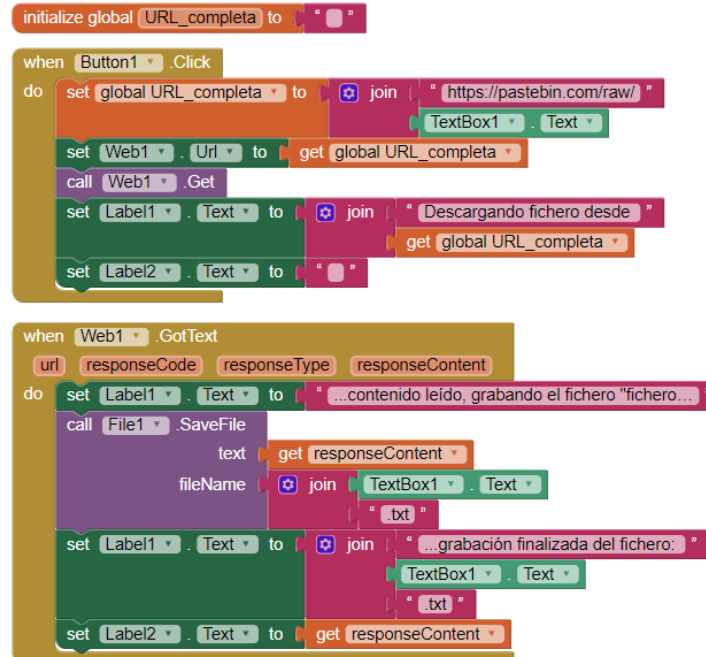 initialize global URL_completa to " "
when Button1 .Click
do set global URL_completa to join " https://pastebin.com/raw/ "
TextBox1 . Text
set Web1 . Url to get global URL_completa
call Web1 .Get
set Label1 . Text to join " Descargando fichero desde "
get global URL_completa
set Label2 . Text to " "
when Web1 .GotText
url responseCode responseType responseContent
do set Label1 . Text to " ...contenido leído, grabando el fichero "fichero... "
call File1 .SaveFile
text get responseContent
fileName join TextBox1 . Text
" .txt "
set Label1 . Text to join " ...grabación finalizada del fichero: "
TextBox1 . Text
" .txt "
set Label2 . Text to get responseContent